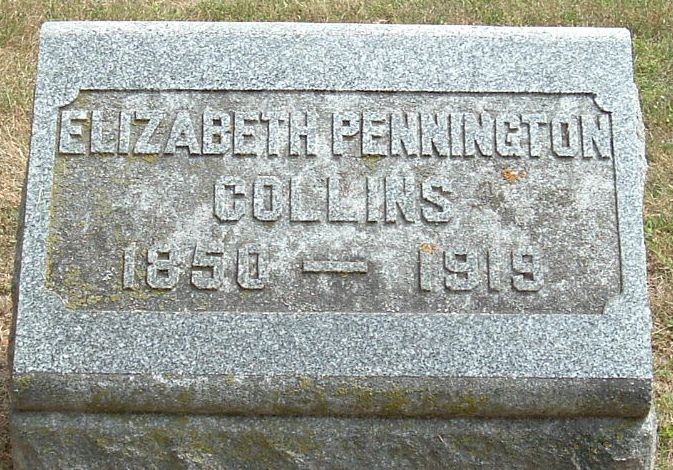 ELIZABETH PENNINGTON
COLLINS
1850 — 1919